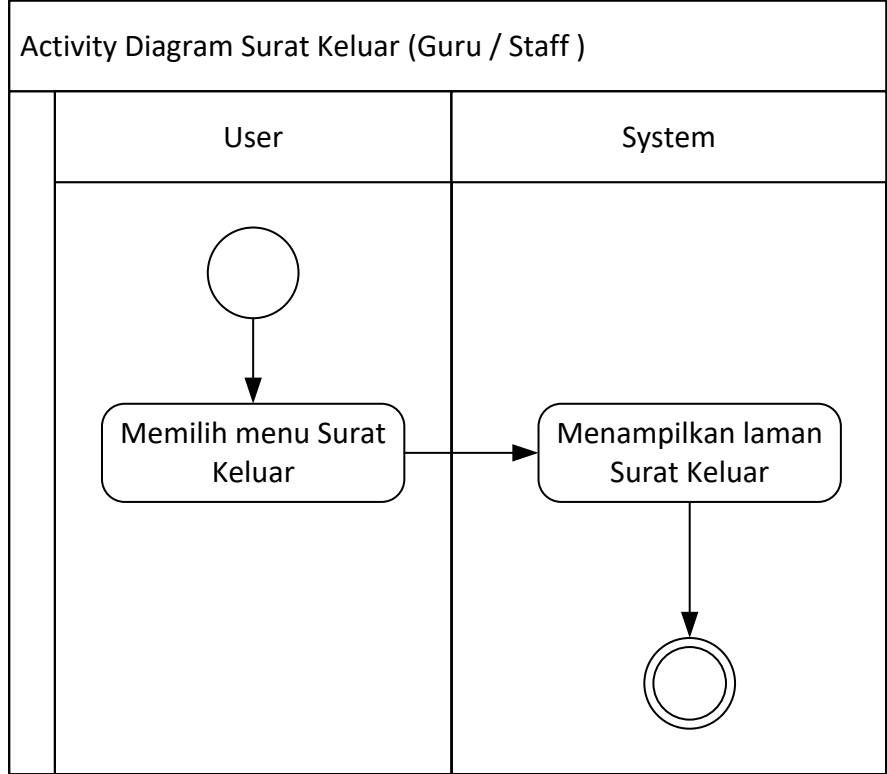 Activity Diagram Surat Keluar (Guru / Staff )
User
System
Memilih menu Surat
Keluar
Menampilkan laman
Surat Keluar